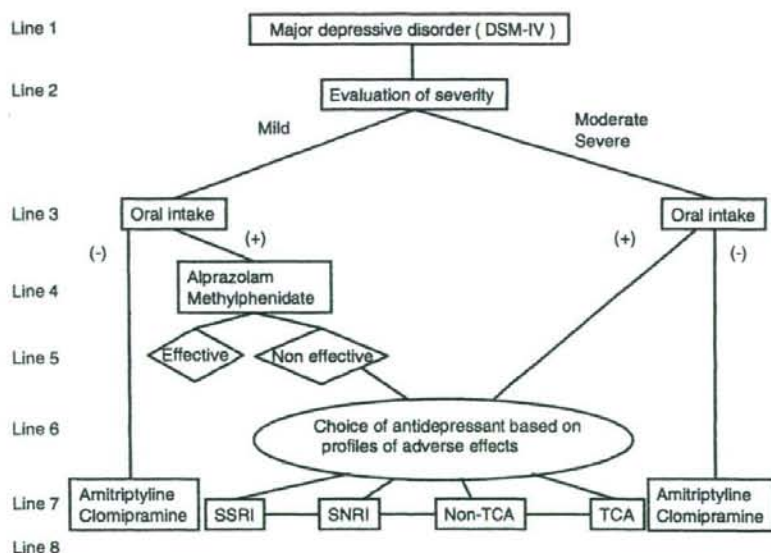 Line 1
Major depressive disorder ( DSM-IV )
Line 2
Evaluation of severity
Mild
Moderate
Severe
Line 3
Oral intake
Oral intake
(-)
(+)
(+)
(-)
Line 4
Alprazolam
Methylphenidate
Line 5
Effective
Non effective
Line 6
Choice of antidepressant based on
profiles of adverse effects
Line 7
Amitriptyline
Clomipramine
SSRI
SNRI
Non-TCA
TCA
Amitriptyline
Clomipramine
Line 8